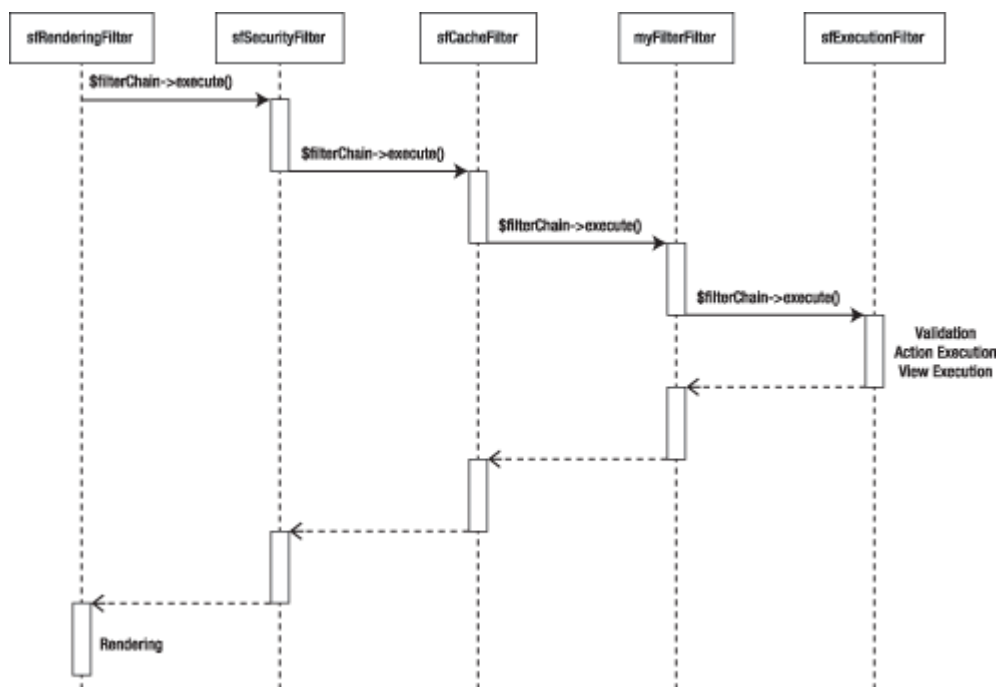 sfRenderingFilter
sfSecurityFilter
sfCacheFilter
myFilterFilter
sfExecutionFilter
$filterChain->execute()
$filterChain->execute()
$filterChain->execute()
$filterChain->execute()
Validation
Action Execution
View Execution
Rendering